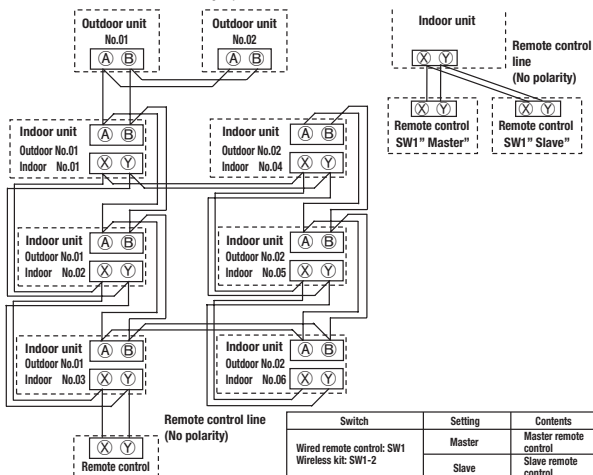 Outdoor unit
No.01
A B
Outdoor unit
No.02
A B
Indoor unit
X Y
Remote control
line
(No polarity)
X Y
Remote control
SW1” Master”
X Y
Remote control
SW1” Slave”
Indoor unit
Outdoor No.01
Indoor No.01
A B
X Y
Indoor unit
Outdoor No.02
Indoor No.04
A B
X Y
Indoor unit
Outdoor No.01
Indoor No.02
A B
X Y
Indoor unit
Outdoor No.02
Indoor No.05
A B
X Y
Indoor unit
Outdoor No.01
Indoor No.03
A B
X Y
Indoor unit
Outdoor No.02
Indoor No.06
A B
X Y
Remote control line
(No polarity)
X Y
Remote control
Switch Setting Contents
Wired remote control: SW1
Wireless kit: SW1-2
Master Master remote
control
Slave Slave remote
control